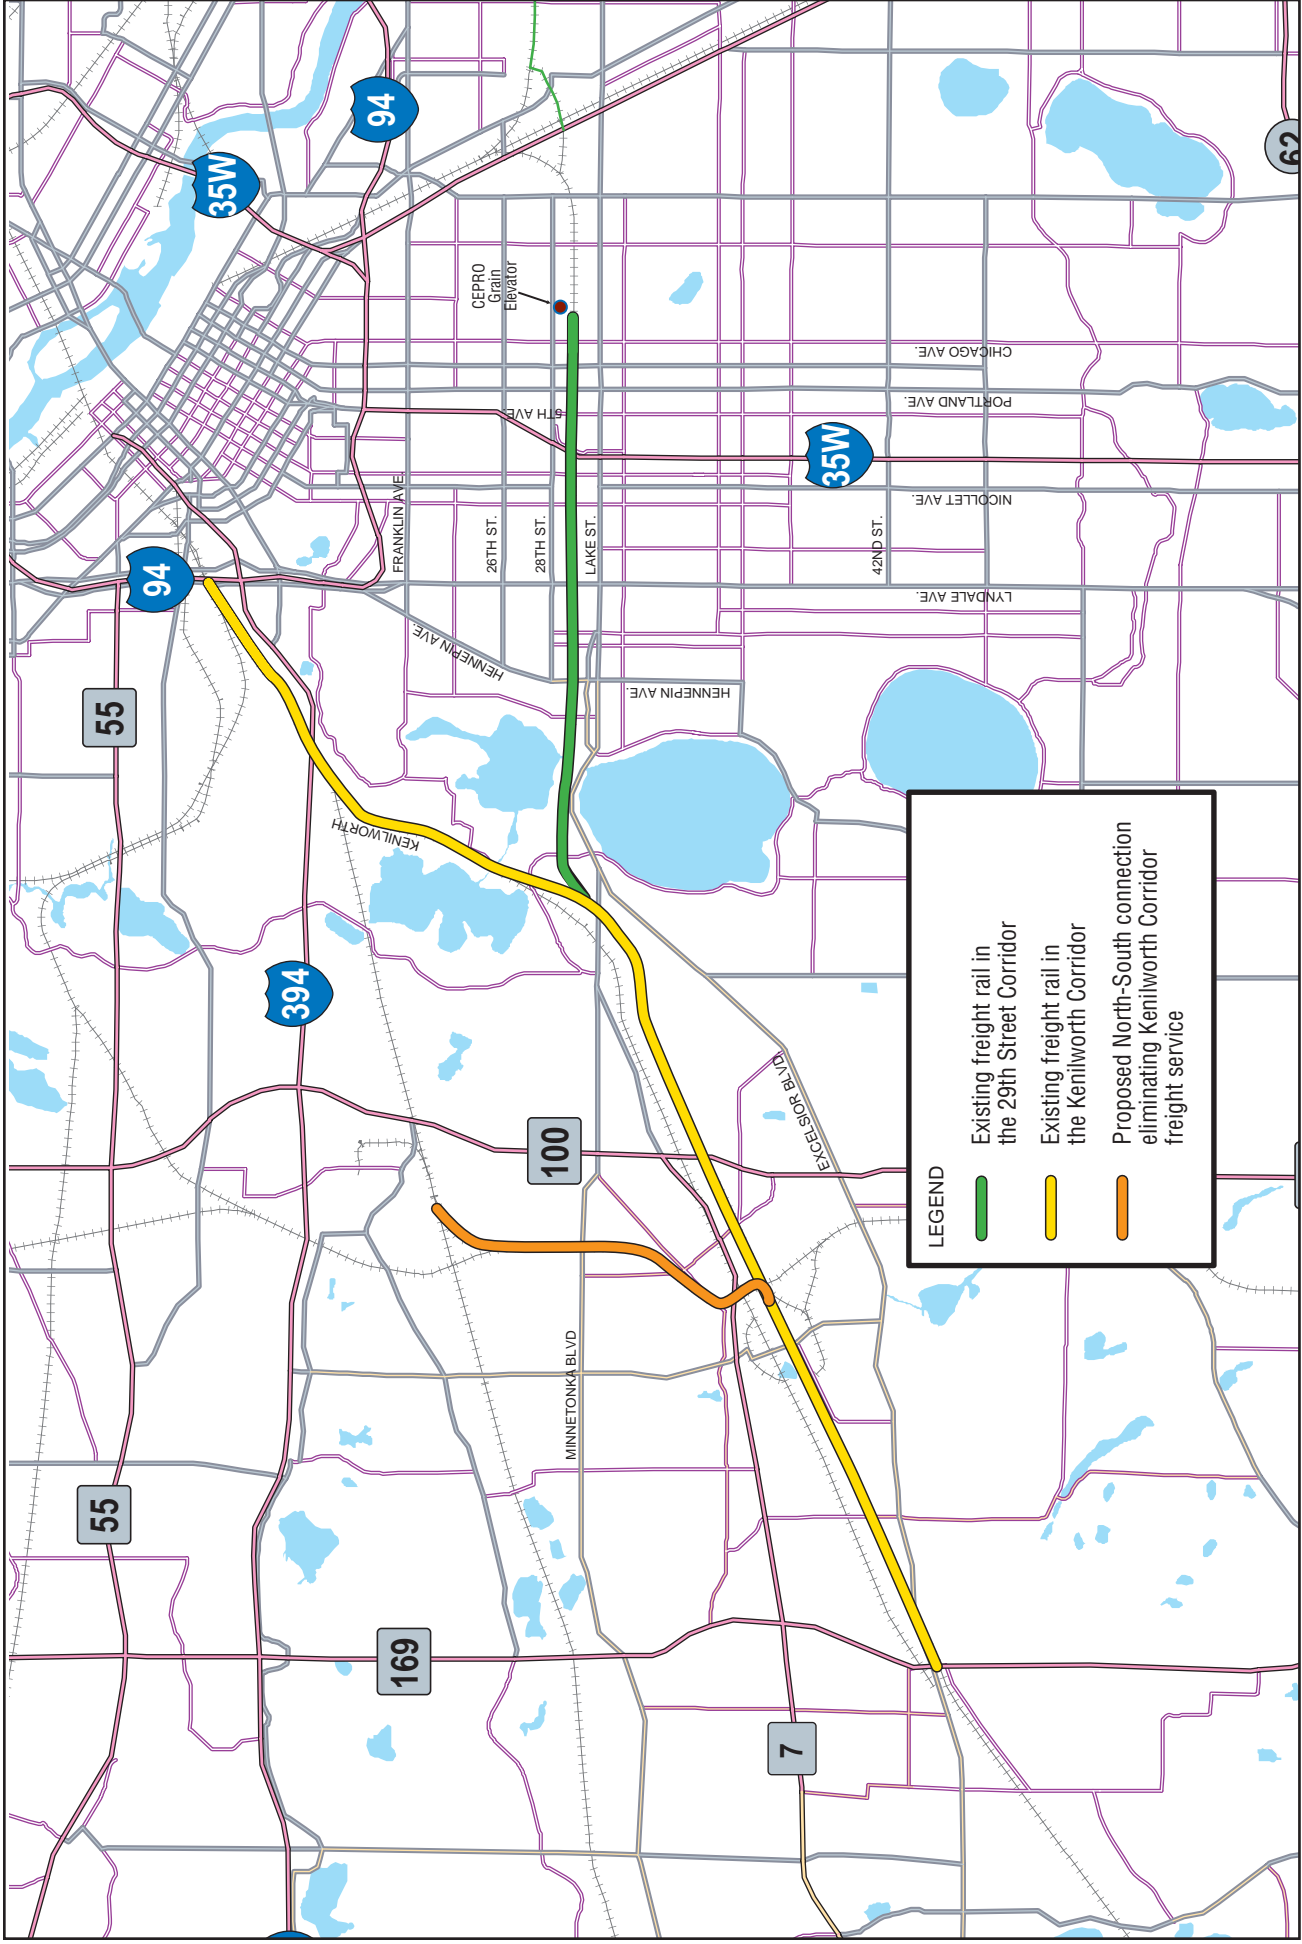 55
169
55
394
94
35W
94
7
100
MINNETONKA BLVD
KENILWORTH
HENNEPIN AVE.
FRANKLIN AVE.
26TH ST.
28TH ST.
LAKE ST.
5TH AVE.
CEPRO
Grain
Elevator
HENNEPIN AVE.
EXCELSIOR BLVD
42ND ST.
35W
LYNDALE AVE.
NICOLLET AVE.
PORTLAND AVE.
CHICAGO AVE.
62
LEGEND
Existing freight rail in
the 29th Street Corridor
Existing freight rail in
the Kenilworth Corridor
Proposed North-South connection
eliminating Kenilworth Corridor
freight service